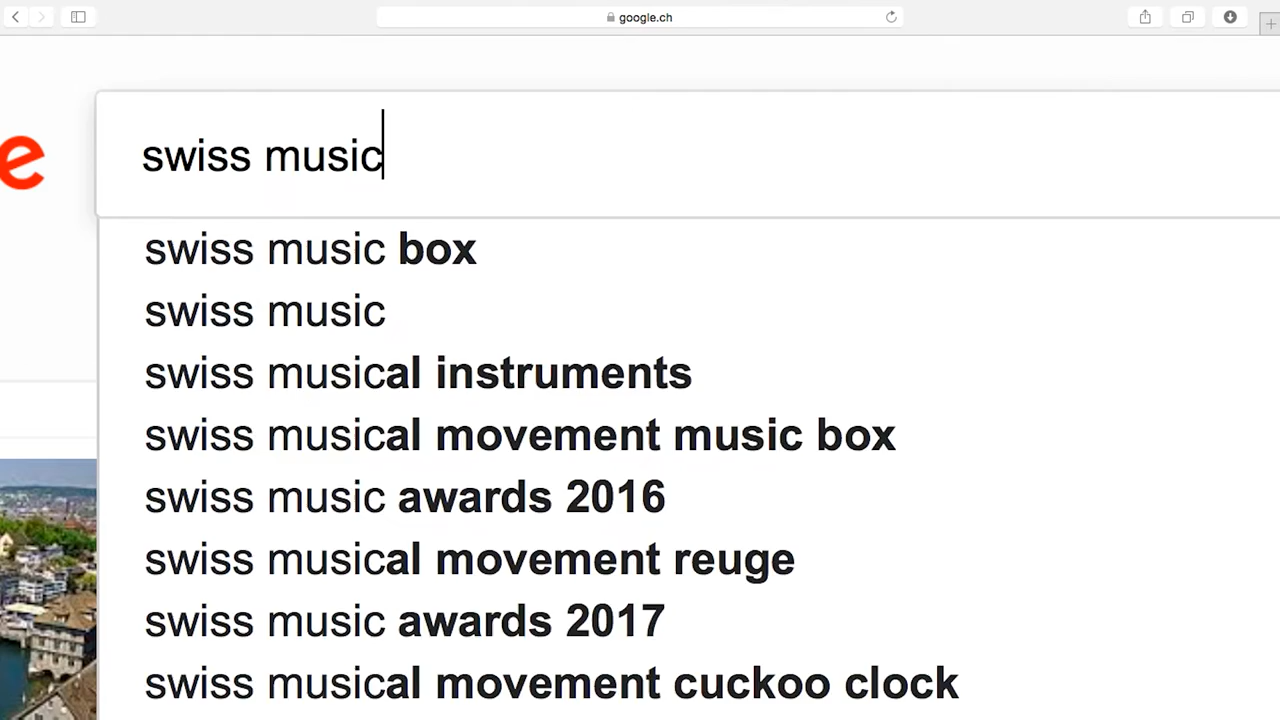 google.ch
e
swiss music
swiss music box
swiss music
swiss musical instruments
swiss musical movement music box
swiss music awards 2016
swiss musical movement reuge
swiss music awards 2017
swiss musical movement cuckoo clock